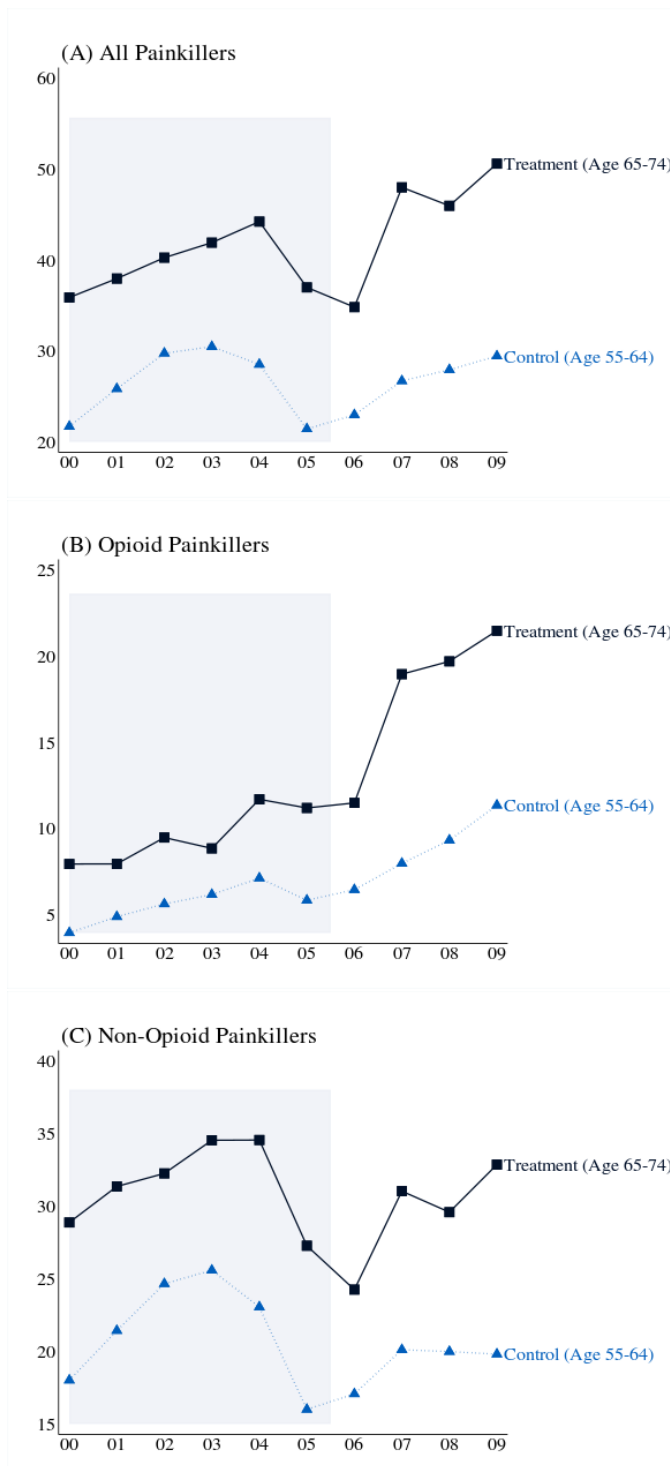 (A) All Painkillers
60
50
Treatment (Age 65-74)
40
30
Control (Age 55-64)
20
00 01 02 03 04 05 06 07 08 09
(B) Opioid Painkillers
25
Treatment (Age 65-74)
20
15
10
Control (Age 55-64)
5
00 01 02 03 04 05 06 07 08 09
(C) Non-Opioid Painkillers
40
35
Treatment (Age 65-74)
30
25
20
Control (Age 55-64)
15
00 01 02 03 04 05 06 07 08 09